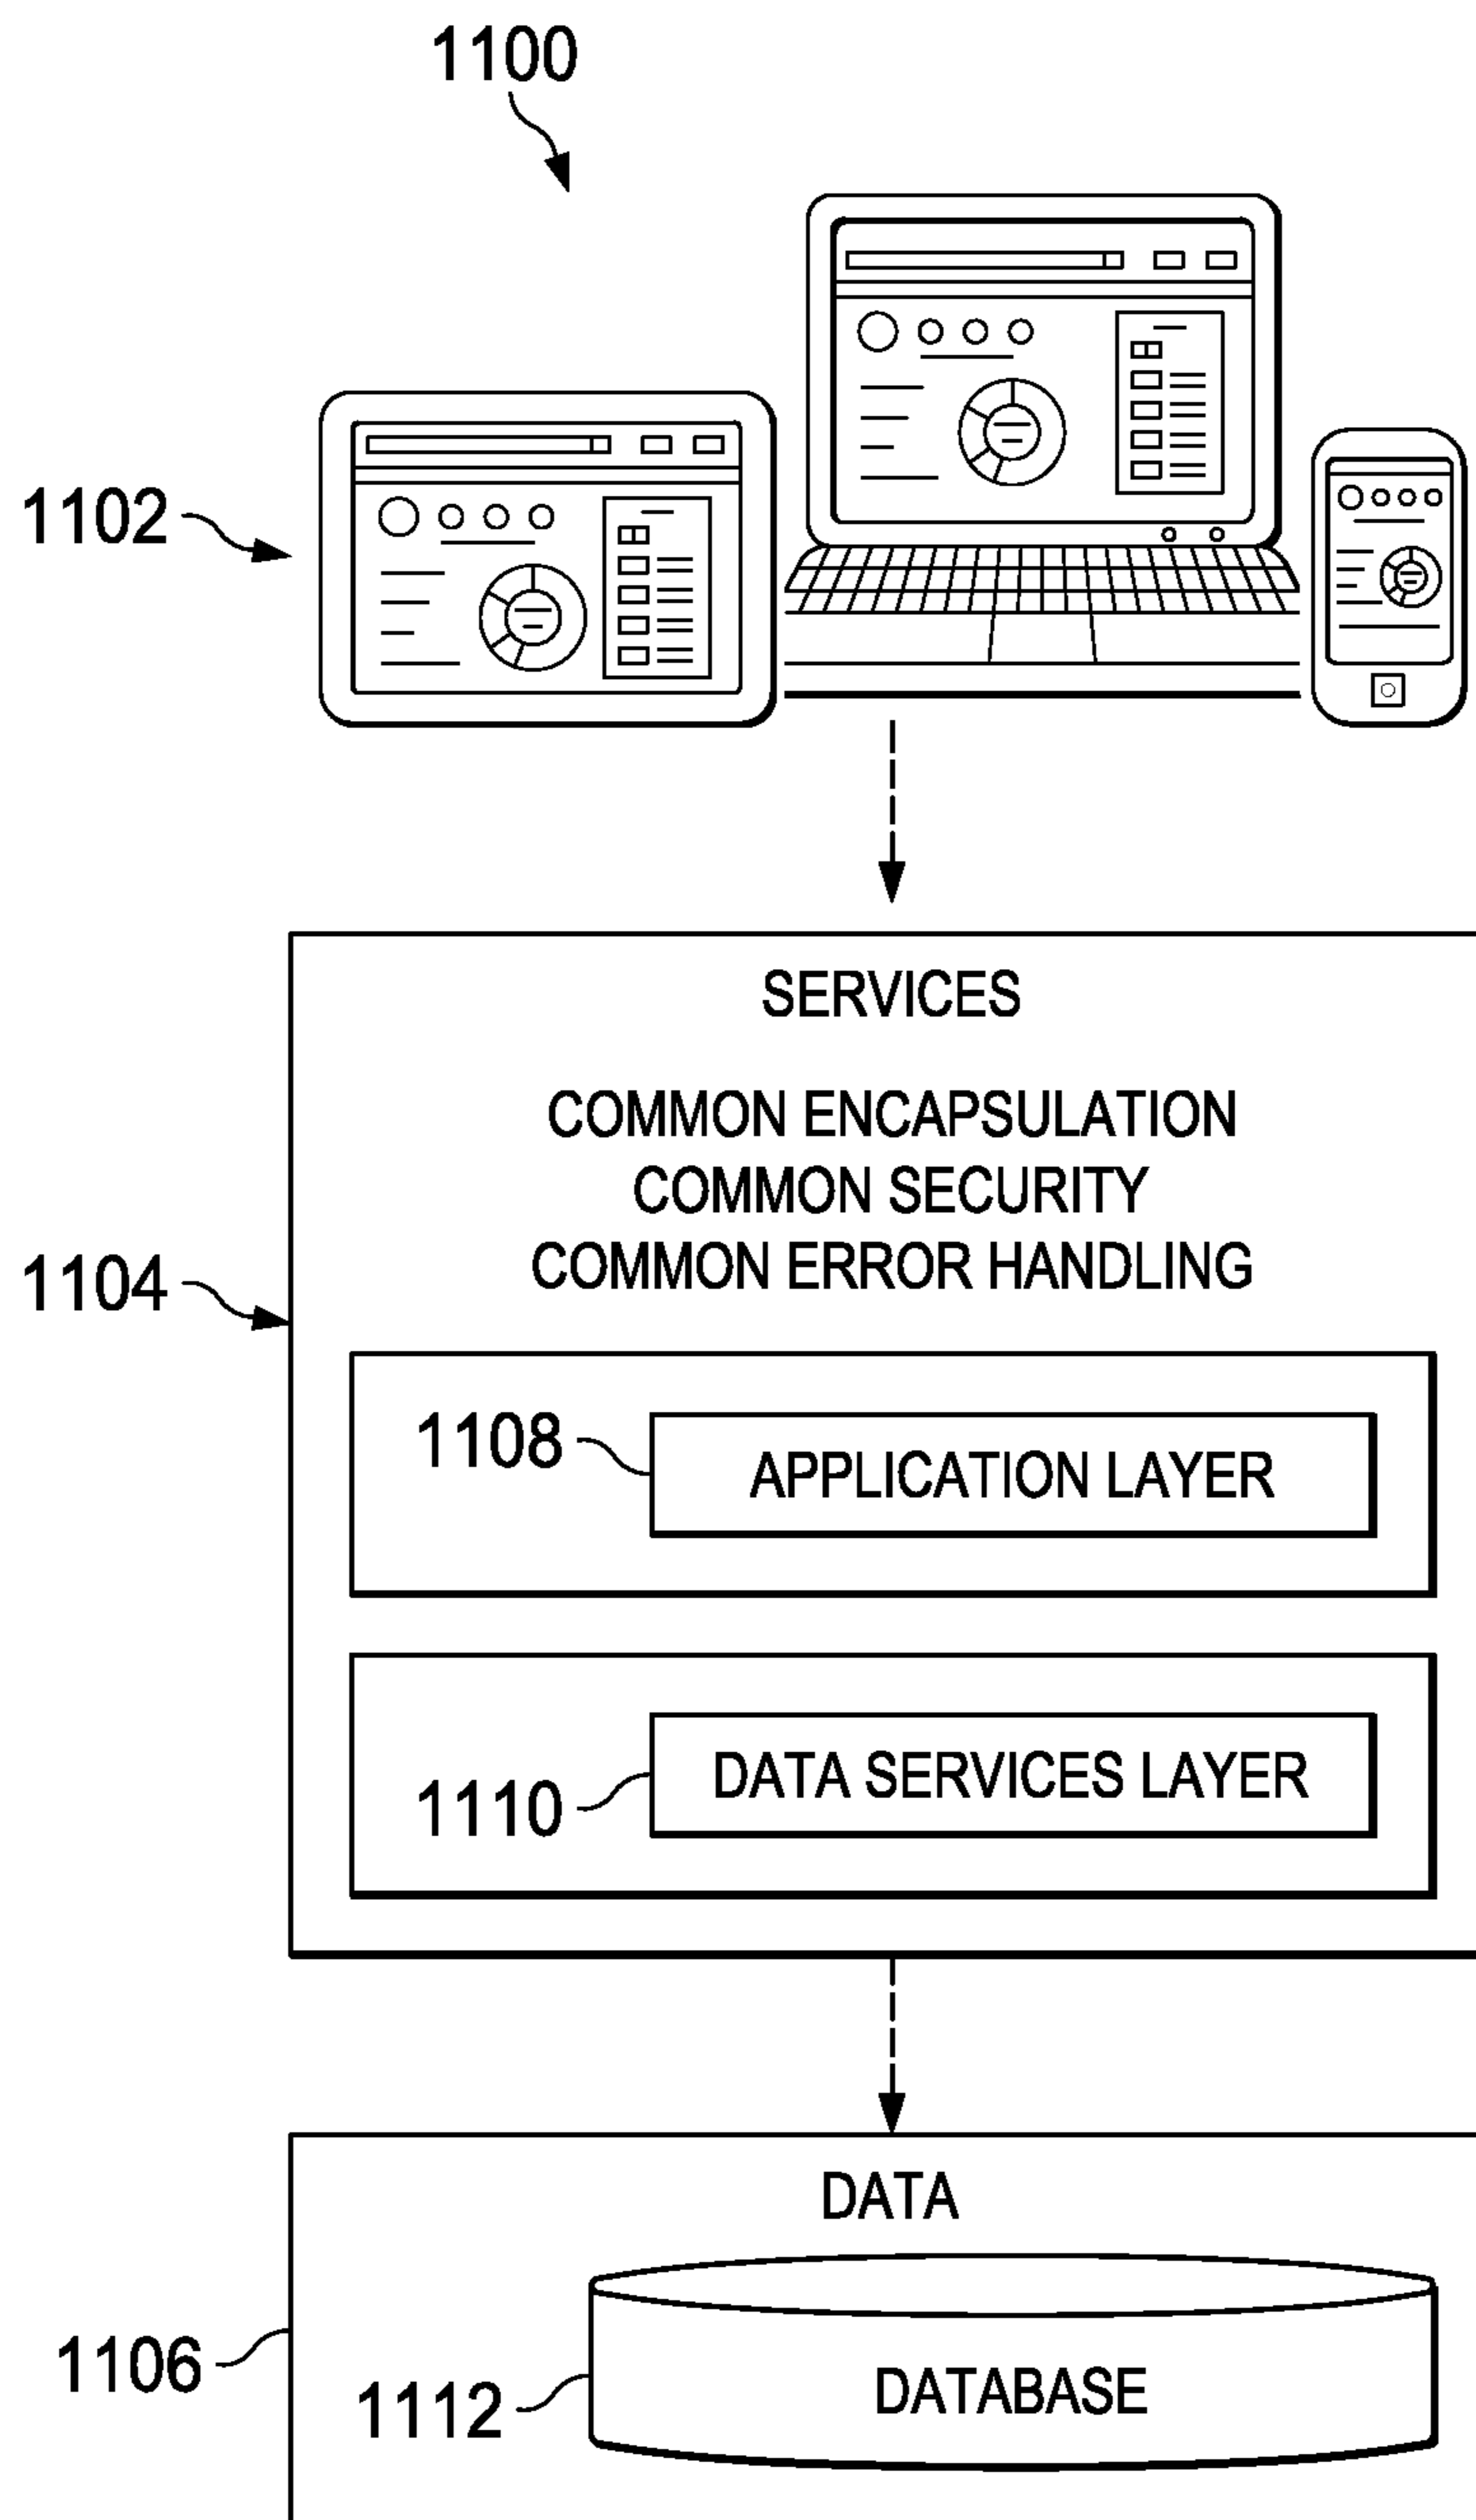 1100
1102
SERVICES
COMMON ENCAPSULATION
COMMON SECURITY
COMMON ERROR HANDLING
1104
1108
APPLICATION LAYER
1110
DATA SERVICES LAYER
DATA
1106
1112
DATABASE